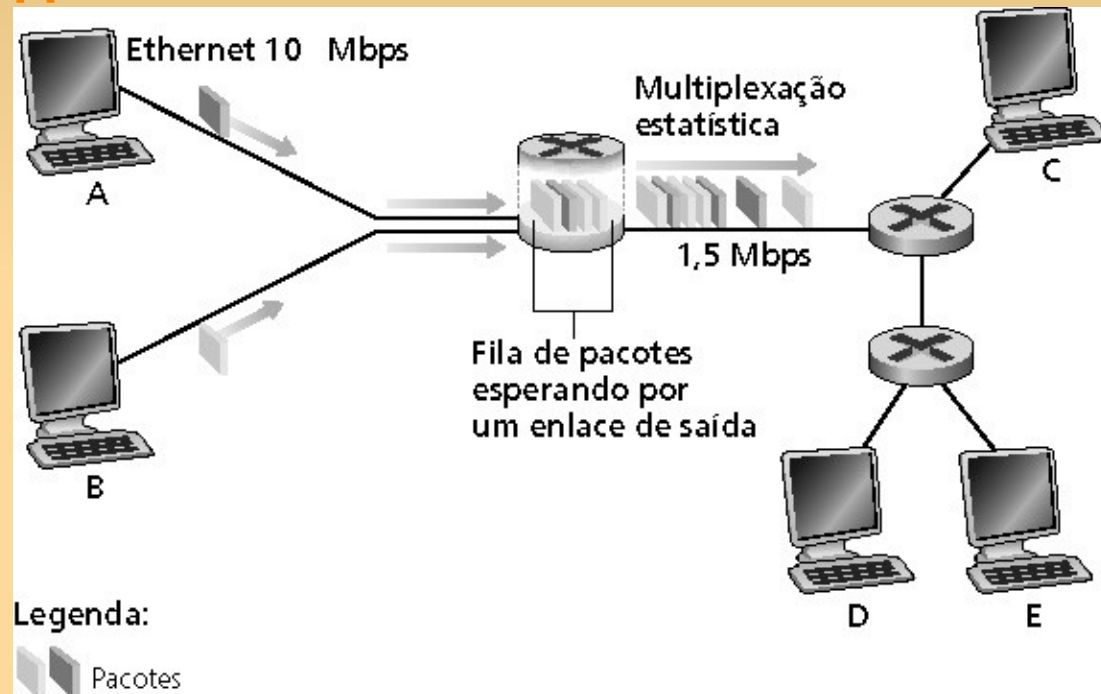 Ethernet 10 Mbps
Multiplexação
estatística
A
C
1,5 Mbps
Fila de pacotes
esperando por
um enlace de saída
B
D
E
Legenda:
Pacotes